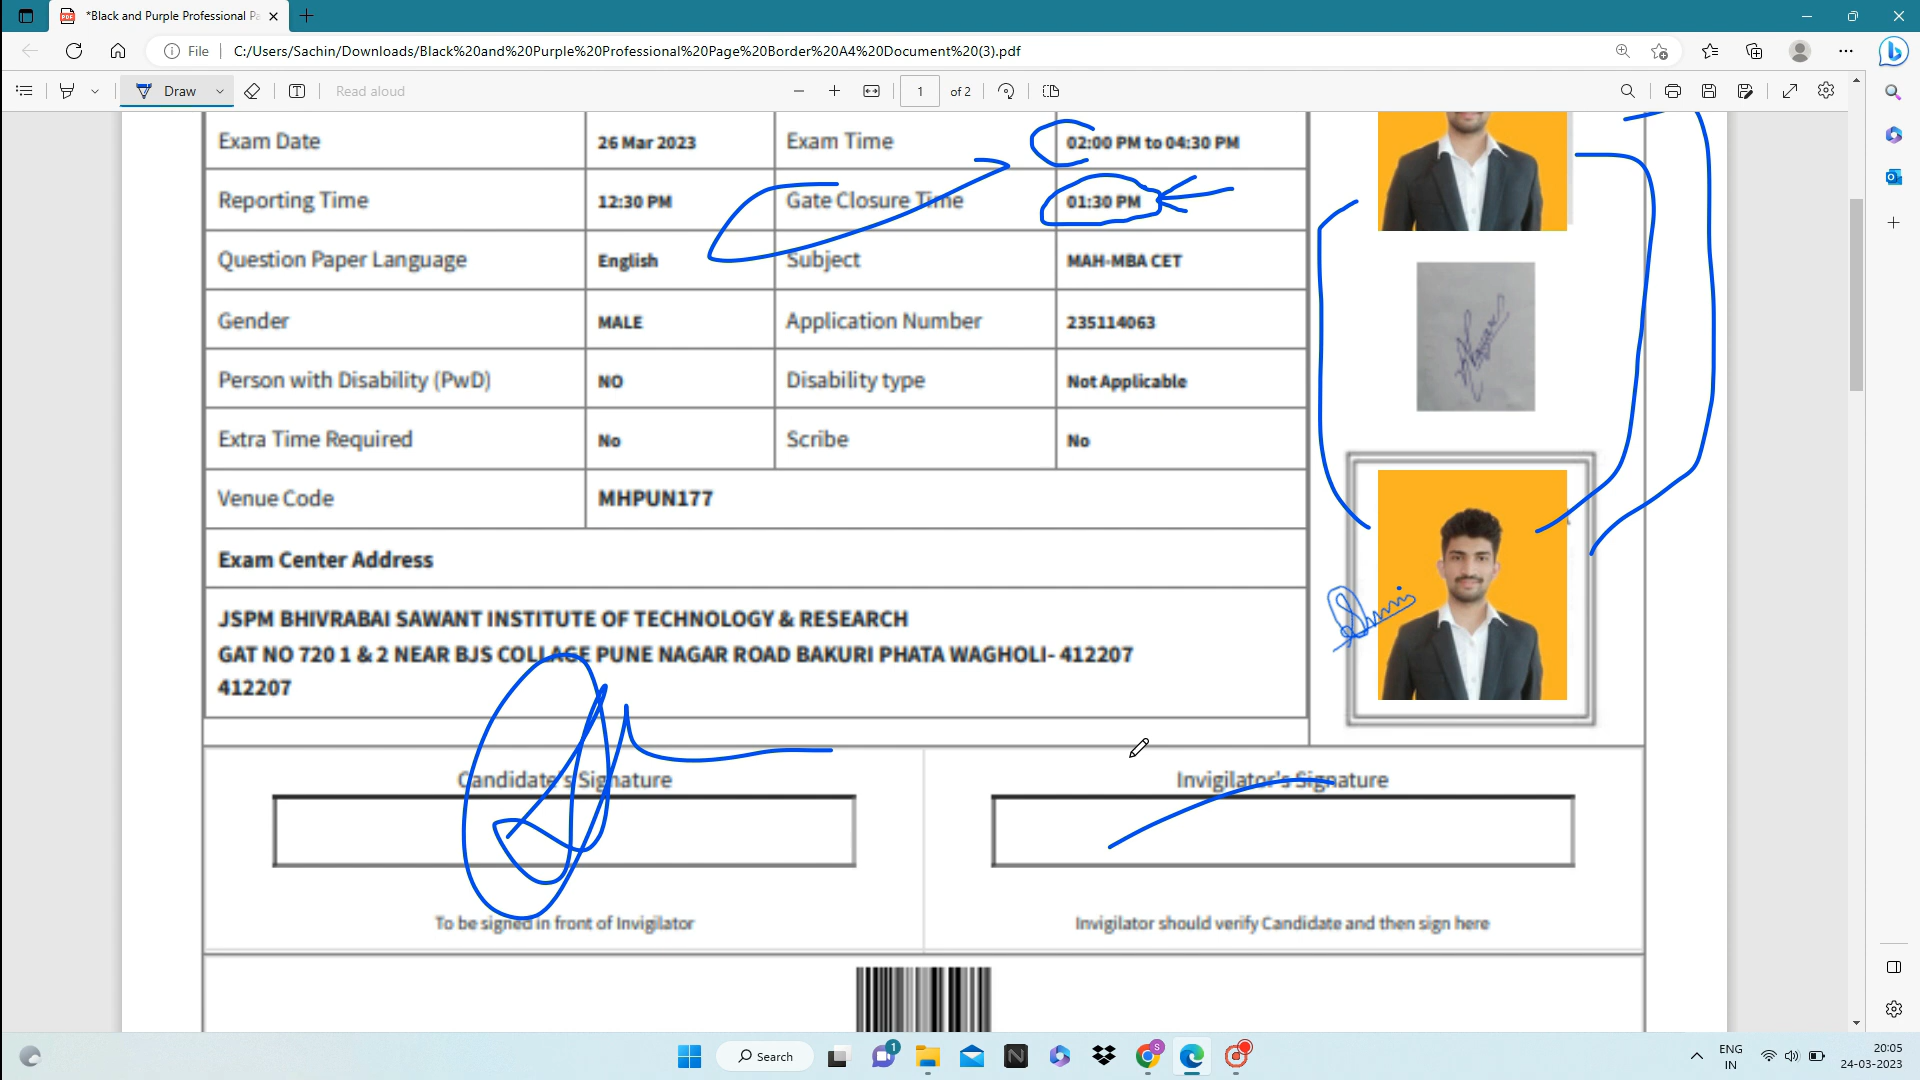 *Black and Purple Professional Pa
File
C:/Users/Sachin/Downloads/Black%20and%20Purple%20Professional%20Page%20Border%20A4%20Document%20(3).pdf
Draw
Read aloud
1
of 2
Exam Date
26 Mar 2023
Exam Time
02:00 PM to 04:30 PM
Reporting Time
12:30 PM
Gate Closure Time
01:30 PM
Question Paper Language
English
Subject
MAH-MBA CET
Gender
MALE
Application Number
235114063
Person with Disability (PwD)
NO
Disability type
Not Applicable
Extra Time Required
No
Scribe
No
Venue Code
MHPUN177
Exam Center Address
JSPM BHIVRABAI SAWANT INSTITUTE OF TECHNOLOGY & RESEARCH
GAT NO 720 1 & 2 NEAR BJS COLLAGE PUNE NAGAR ROAD BAKURI PHATA WAGHOLI- 412207
412207
Candidate's Signature
Invigilator's Signature
To be signed in front of Invigilator
Invigilator should verify Candidate and then sign here
Search
1
S
ENG
IN
20:05
24-03-2023